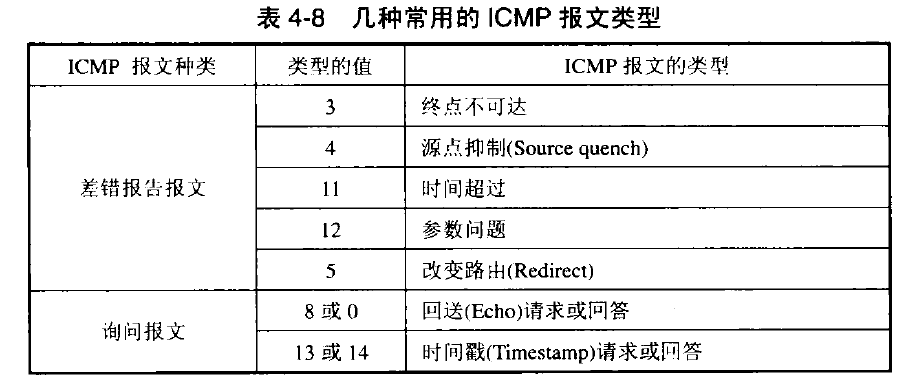 表 4-8 几种常用的 ICMP 报文类型
ICMP 报文种类 类型的值 ICMP 报文的类型
差错报告报文
3 终点不可达
4 源点抑制(Source quench)
11 时间超过
12 参数问题
5 改变路由(Redirect)
询问报文
8 或 0 回送(Echo)请求或回答
13 或 14 时间戳(Timestamp)请求或回答